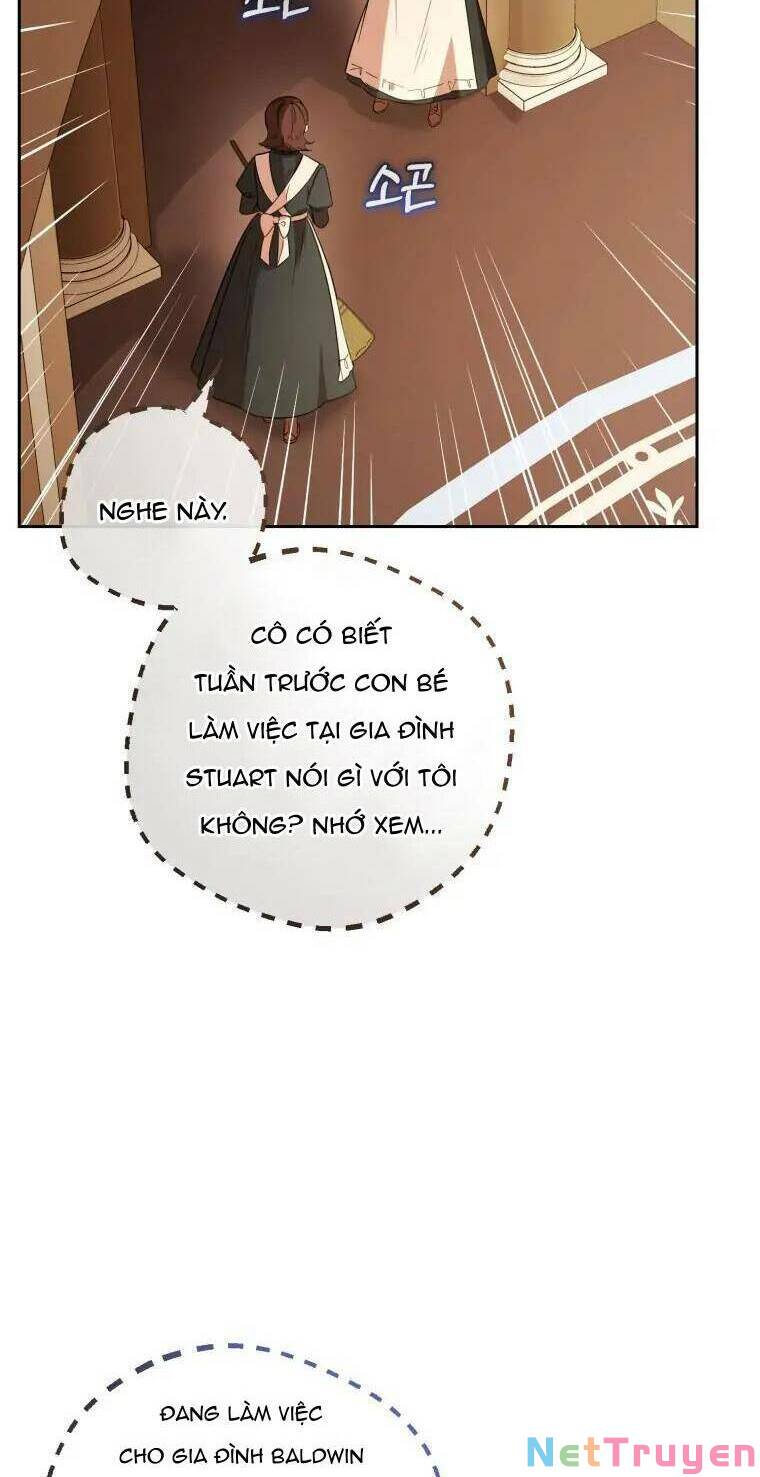 소곤
소곤
NGHE NÀY.
CÔ CÓ BIẾT
TUẦN TRƯỚC CON BÉ
LÀM VIỆC TẠI GIA ĐÌNH
STUART NÓI GÌ VỚI TÔI
KHÔNG? NHỚ XEM...
ĐANG LÀM VIỆC
CHO GIA ĐÌNH BALDWIN
NetTruyen